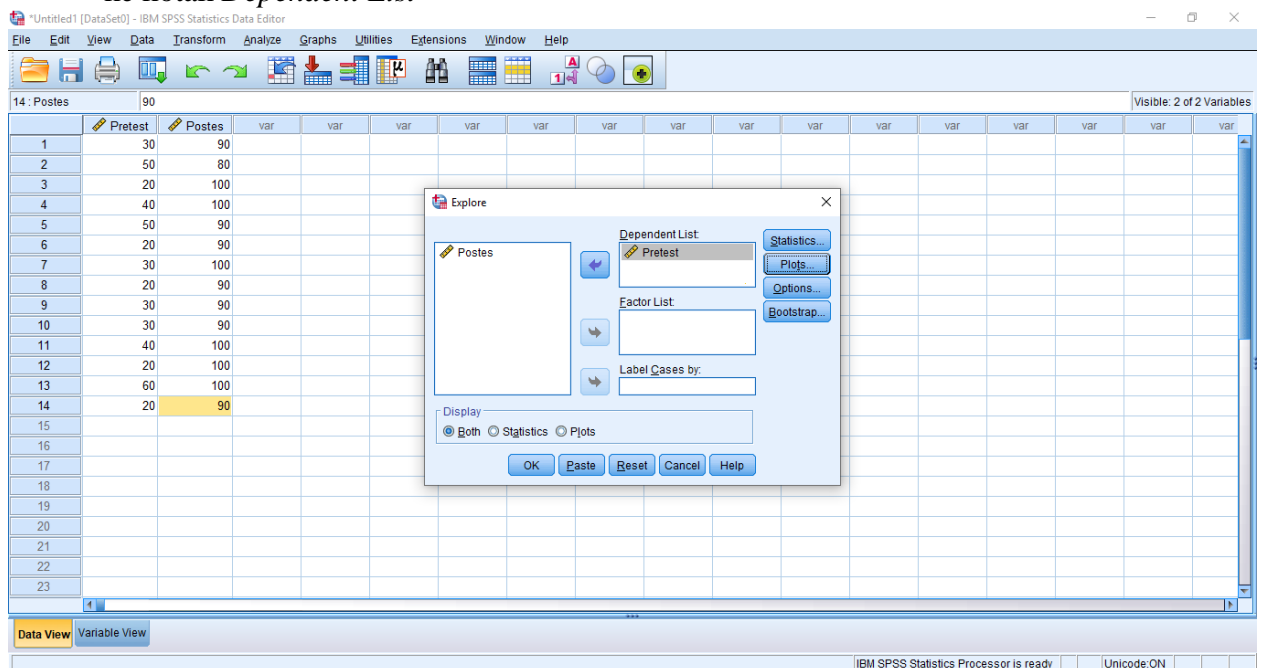 *Untitled1 [DataSet0] - IBM SPSS Statistics Data Editor
File Edit View Data Transform Analyze Graphs Utilities Extensions Window Help
14 : Postes 90 Visible: 2 of 2 Variables
Pretest Postes var var var var var var var var var var var var var var
1 30 90
2 50 80
3 20 100
4 40 100
5 50 90
6 20 90
7 30 100
8 20 90
9 30 90
10 30 90
11 40 100
12 20 100
13 60 100
14 20 90
15
16
17
18
19
20
21
22
23
Explore
Dependent List:
Postes
Pretest
Statistics...
Plots...
Options...
Bootstrap...
Factor List:
Label Cases by:
Display
Both Statistics Plots
OK Paste Reset Cancel Help
Data View Variable View
IBM SPSS Statistics Processor is ready Unicode:ON